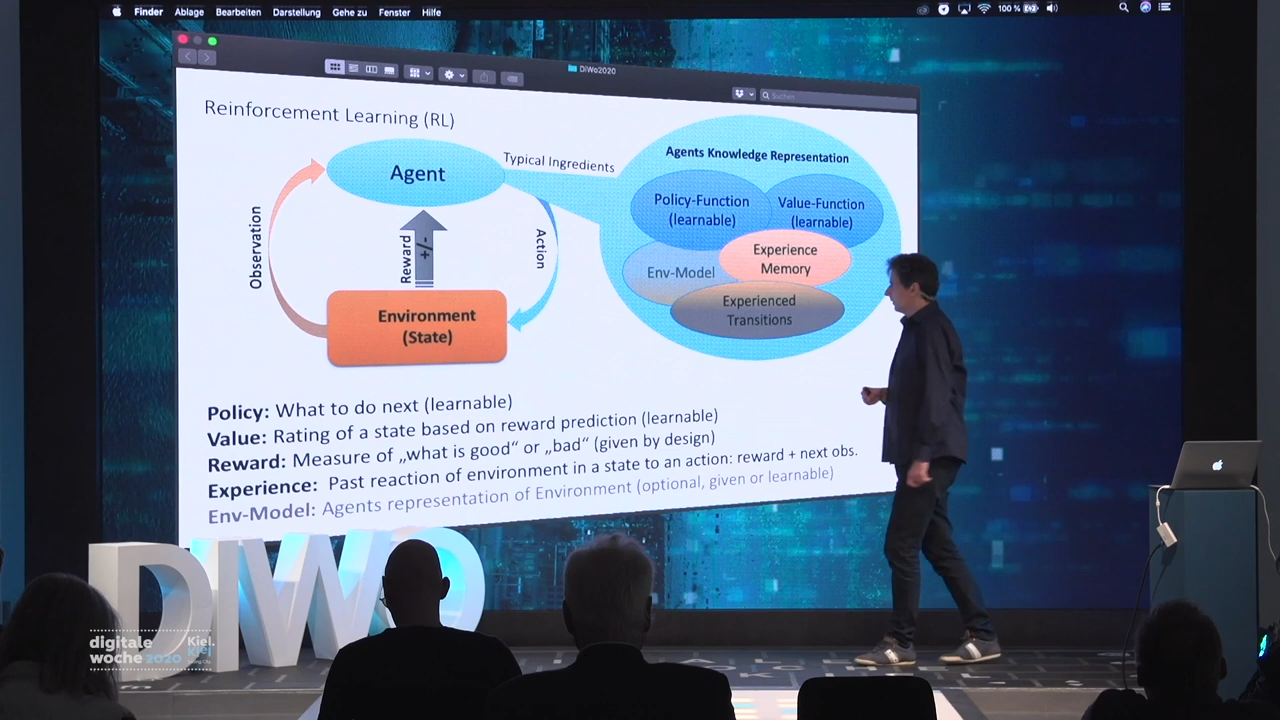 Finder Ablage Bearbeiten Darstellung Gehe zu Fenster Hilfe
100 %
DiWo2020
Suchen
Reinforcement Learning (RL)
Agent
Typical Ingredients
Agents Knowledge Representation
Policy-Function
(learnable)
Value-Function
(learnable)
Observation
Reward
+/-
Action
Env-Model
Experience
Memory
Experienced
Transitions
Environment
(State)
Policy: What to do next (learnable)
Value: Rating of a state based on reward prediction (learnable)
Reward: Measure of „what is good“ or „bad“ (given by design)
Experience: Past reaction of environment in a state to an action: reward + next obs.
Env-Model: Agents representation of Environment (optional, given or learnable)
DiWO
digitale
woche 2020
Kiel.